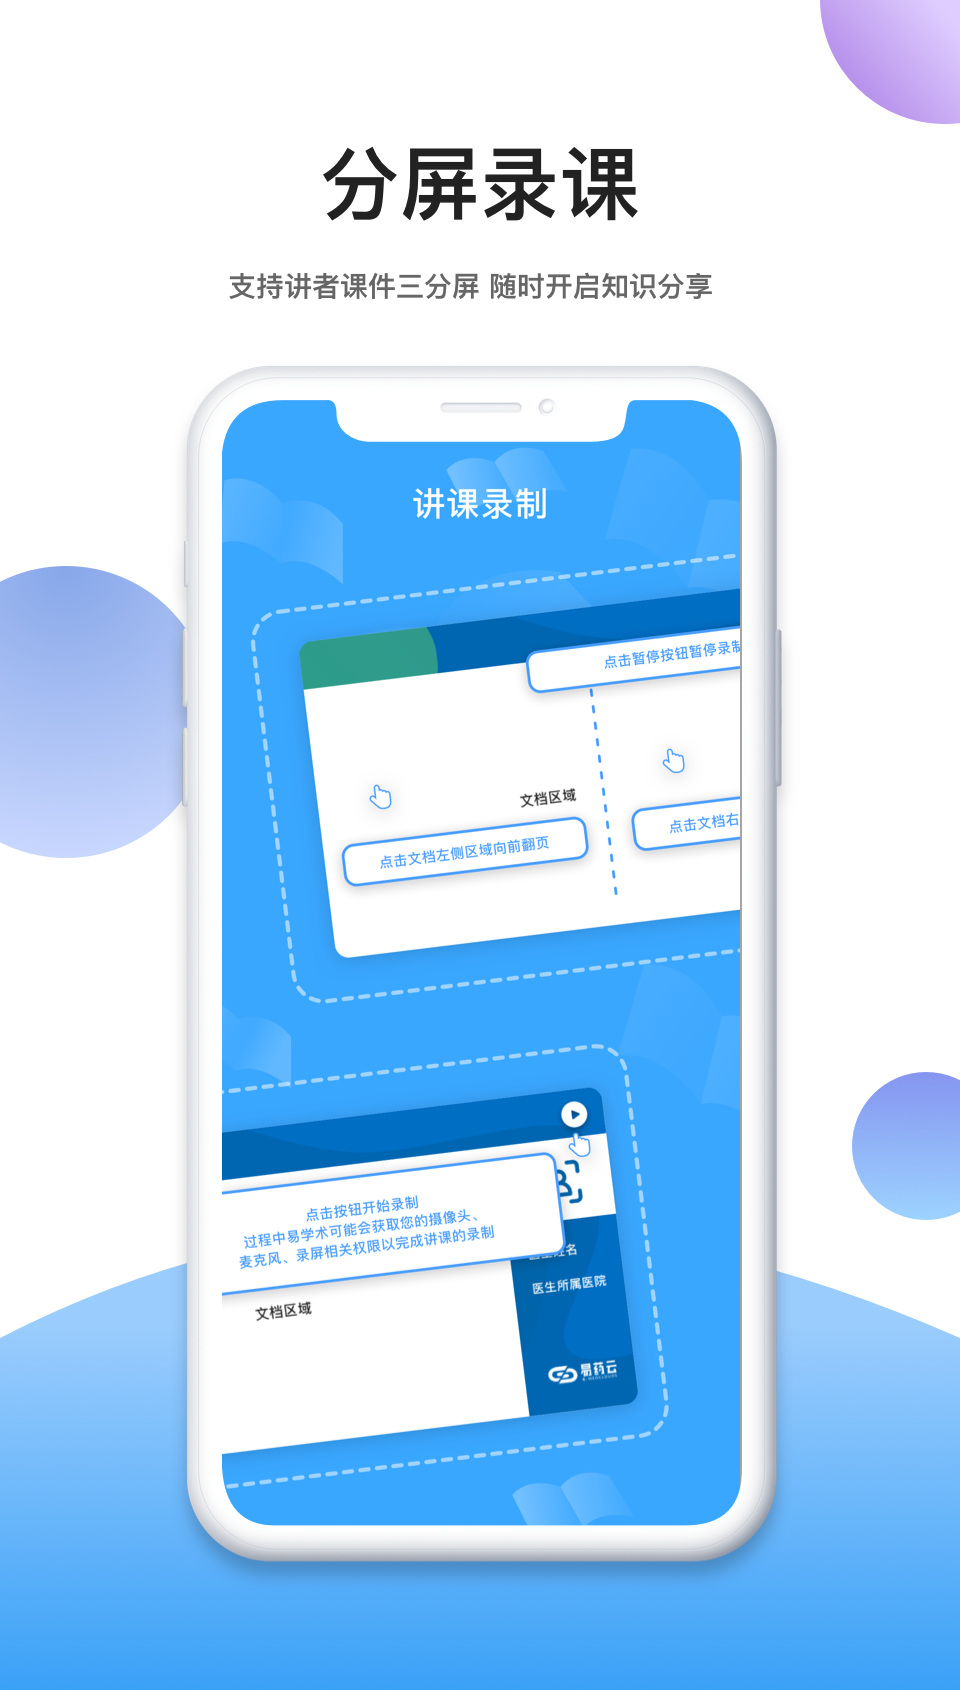 分屏录课
支持讲者课件三分屏 随时开启知识分享
讲课录制
点击暂停按钮暂停录制
文档区域
点击文档左侧区域向前翻页
点击文档右
点击按钮开始录制
过程中易学术可能会获取您的摄像头、
麦克风、录屏相关权限以完成讲课的录制
医生姓名
医生所属医院
文档区域
易药云